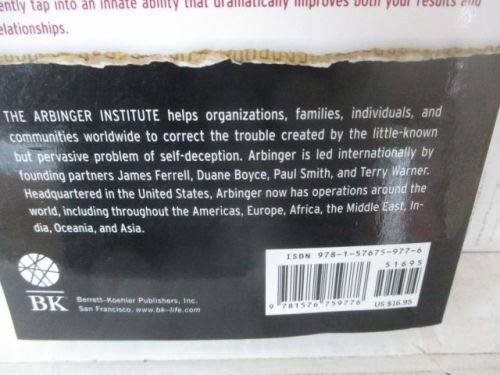 ently tap into an innate ability that dramatically improves both your results and
elationships.
THE ARBINGER INSTITUTE helps organizations, families, individuals, and
communities worldwide to correct the trouble created by the little-known
but pervasive problem of self-deception. Arbinger is led internationally by
founding partners James Ferrell, Duane Boyce, Paul Smith, and Terry Warner.
Headquartered in the United States, Arbinger now has operations around the
world, including throughout the Americas, Europe, Africa, the Middle East, In-
dia, Oceania, and Asia.
ISBN 978-1-57675-977-6
51695
9 781576 759776
US $16.95
BK
Berrett-Koehler Publishers, Inc.
San Francisco, www.bk-life.com